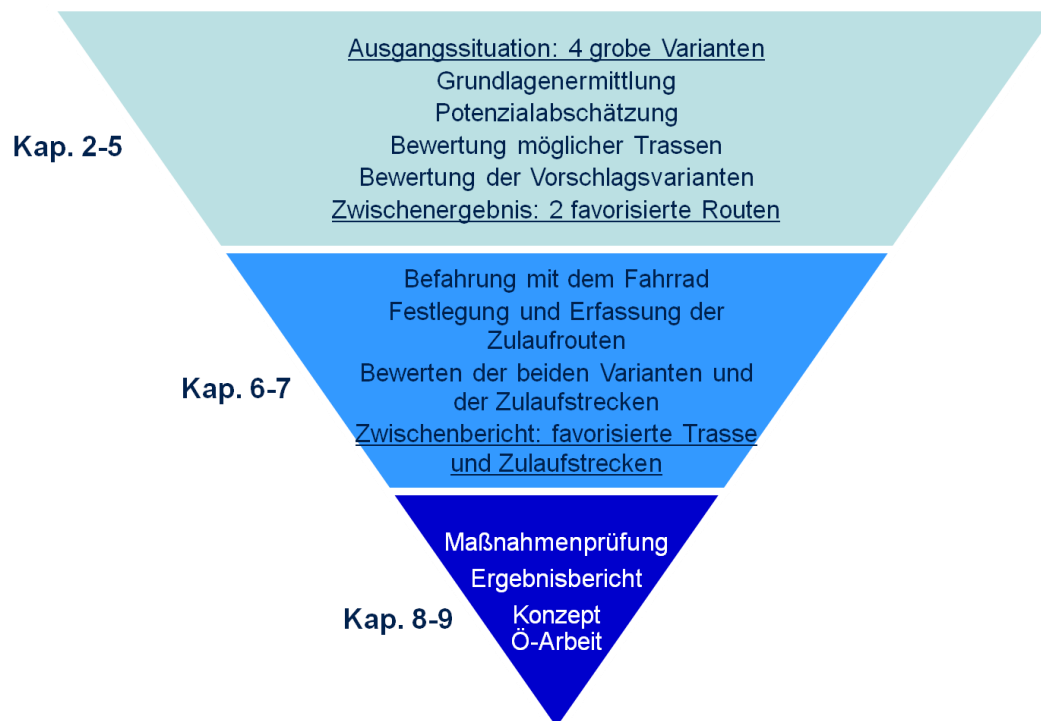 Ausgangssituation: 4 grobe Varianten
Grundlagenermittlung
Potenzialabschätzung
Kap. 2-5
Bewertung möglicher Trassen
Bewertung der Vorschlagsvarianten
Zwischenergebnis: 2 favorisierte Routen
Befahrung mit dem Fahrrad
Festlegung und Erfassung der
Zulaufrouten
Kap. 6-7
Bewerten der beiden Varianten und
der Zulaufstrecken
Zwischenbericht: favorisierte Trasse
und Zulaufstrecken
Maßnahmenprüfung
Ergebnisbericht
Kap. 8-9
Konzept
Ö-Arbeit